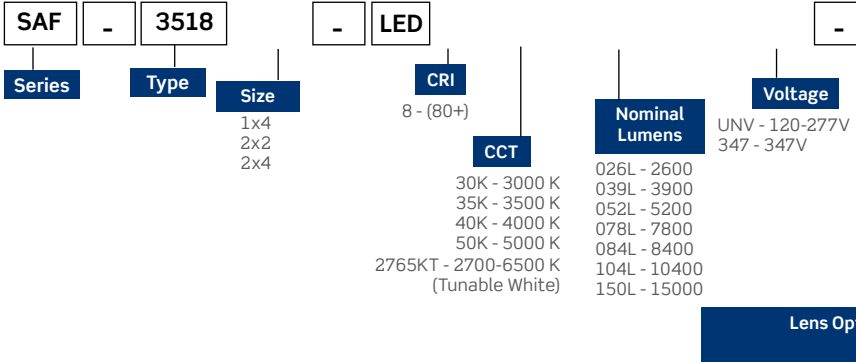 SAF - 3518 - LED -
Series
Type
Size
1x4
2x2
2x4
CRI
8 - (80+)
CCT
30K - 3000 K
35K - 3500 K
40K - 4000 K
50K - 5000 K
2765KT - 2700-6500 K
(Tunable White)
Nominal
Lumens
026L - 2600
039L - 3900
052L - 5200
078L - 7800
084L - 8400
104L - 10400
150L - 15000
Voltage
UNV - 120-277V
347 - 347V
Lens